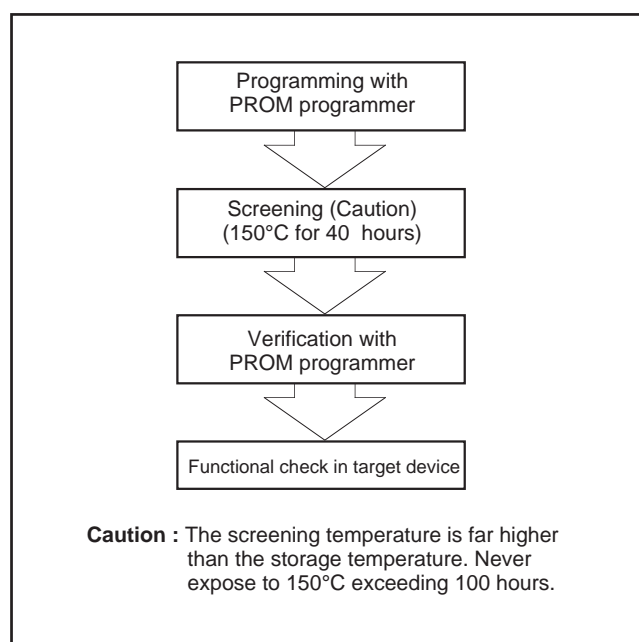 Programming with
PROM programmer
Screening (Caution)
(150°C for 40 hours)
Verification with
PROM programmer
Functional check in target device
Caution : The screening temperature is far higher
than the storage temperature. Never
expose to 150°C exceeding 100 hours.